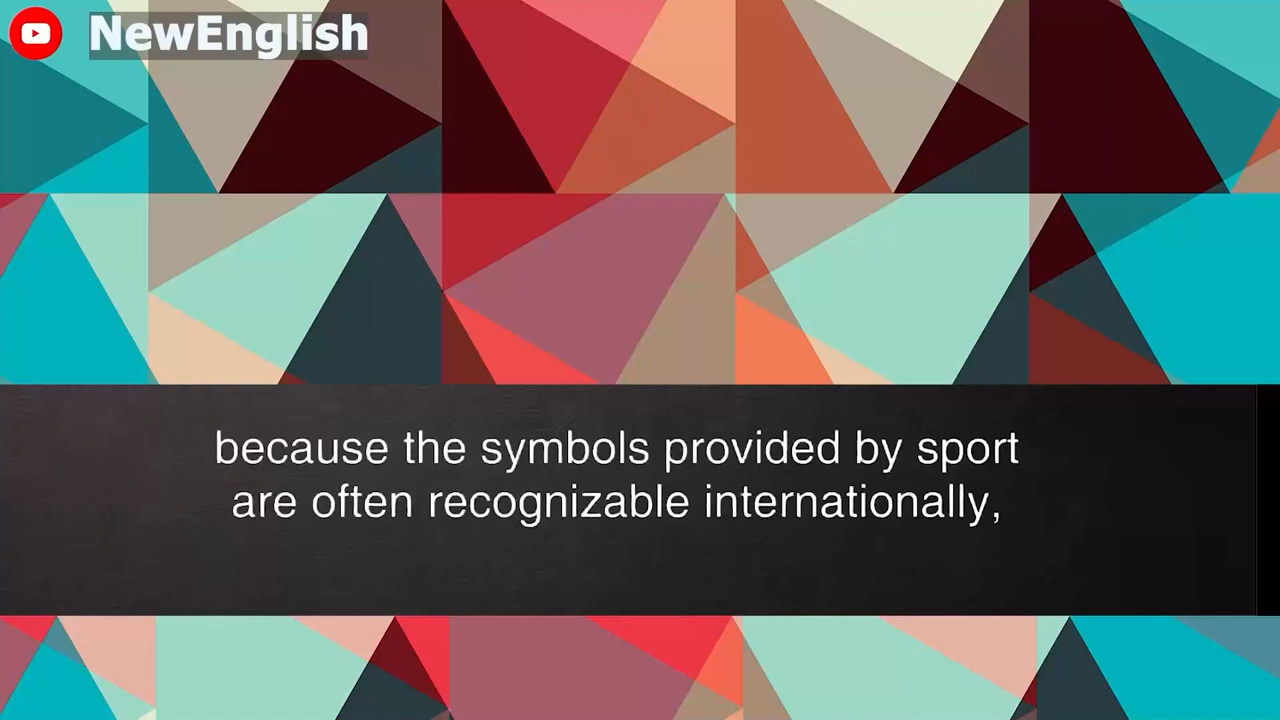 NewEnglish
because the symbols provided by sport
are often recognizable internationally,